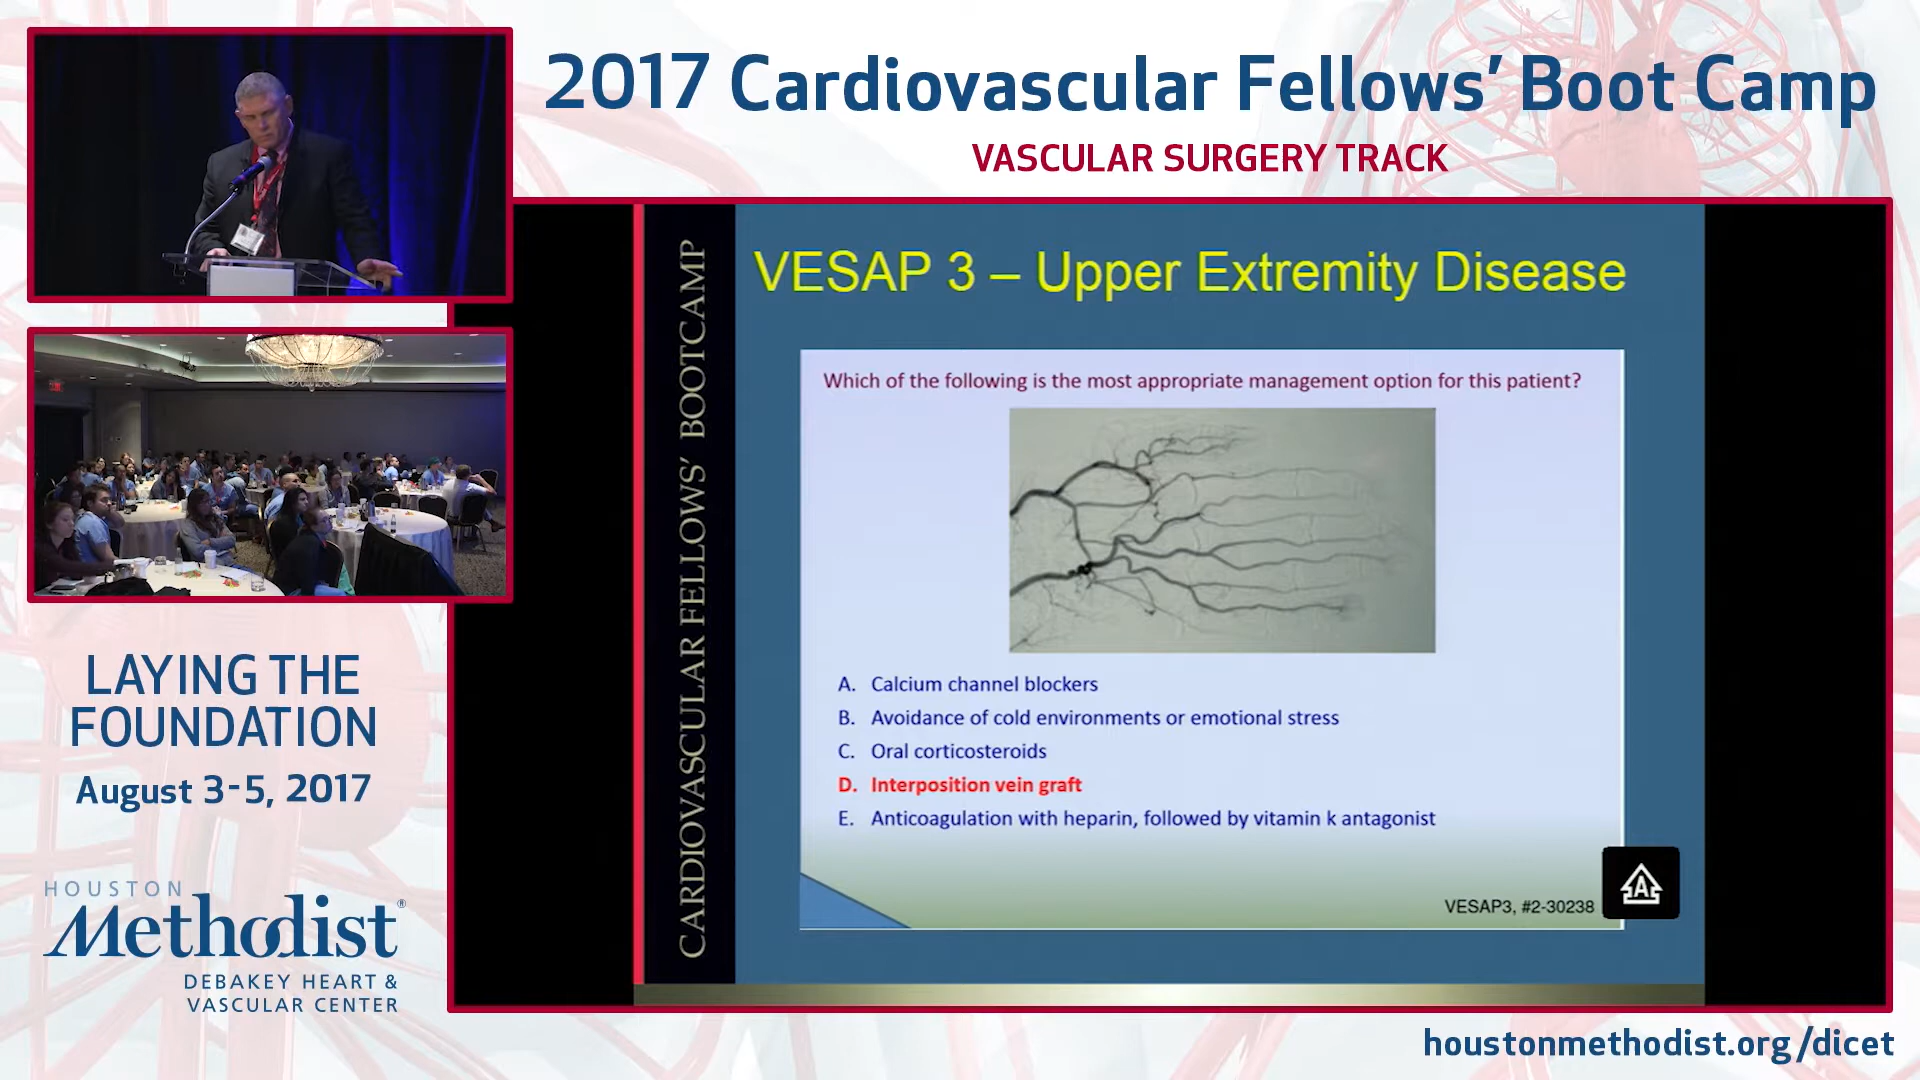 2017 Cardiovascular Fellows’ Boot Camp
VASCULAR SURGERY TRACK
CARDIOVASCULAR FELLOWS’ BOOTCAMP
VESAP 3 – Upper Extremity Disease
Which of the following is the most appropriate management option for this patient?
A. Calcium channel blockers
B. Avoidance of cold environments or emotional stress
C. Oral corticosteroids
D. Interposition vein graft
E. Anticoagulation with heparin, followed by vitamin k antagonist
VESAP3, #2-30238
A
LAYING THE
FOUNDATION
August 3-5, 2017
HOUSTON
Methodist®
DEBAKEY HEART &
VASCULAR CENTER
houstonmethodist.org/dicet